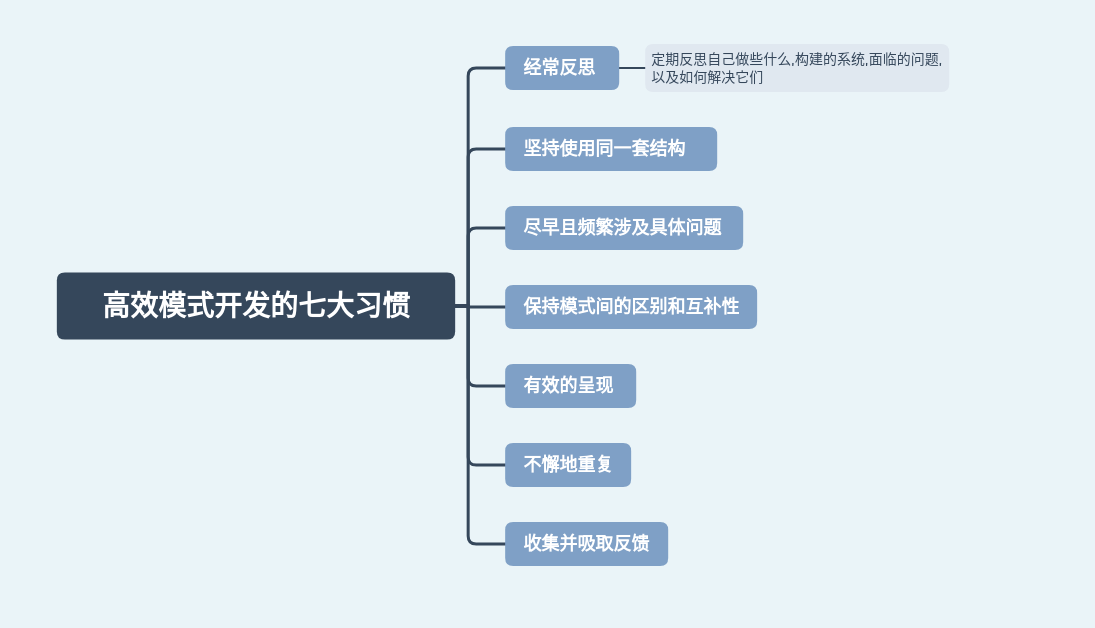 经常反思
定期反思自己做些什么,构建的系统,面临的问题,
以及如何解决它们
坚持使用同一套结构
尽早且频繁涉及具体问题
高效模式开发的七大习惯
保持模式间的区别和互补性
有效的呈现
不懈地重复
收集并吸取反馈